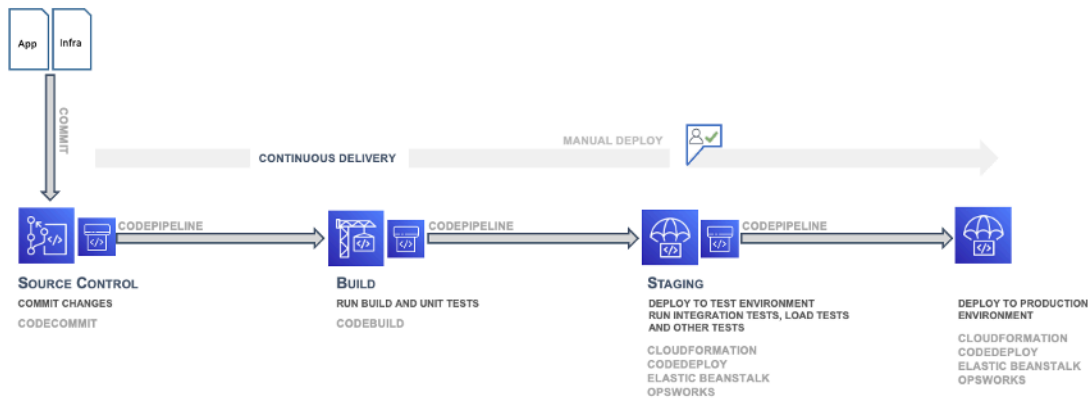 App
Infra
COMMIT
MANUAL DEPLOY
CONTINUOUS DELIVERY
CODEPIPELINE
CODEPIPELINE
CODEPIPELINE
SOURCE CONTROL
COMMIT CHANGES
CODECOMMIT
BUILD
RUN BUILD AND UNIT TESTS
CODEBUILD
STAGING
DEPLOY TO TEST ENVIRONMENT
RUN INTEGRATION TESTS, LOAD TESTS
AND OTHER TESTS
CLOUDFORMATION
CODEDEPLOY
ELASTIC BEANSTALK
OPSWORKS
DEPLOY TO PRODUCTION
ENVIRONMENT
CLOUDFORMATION
CODEDEPLOY
ELASTIC BEANSTALK
OPSWORKS